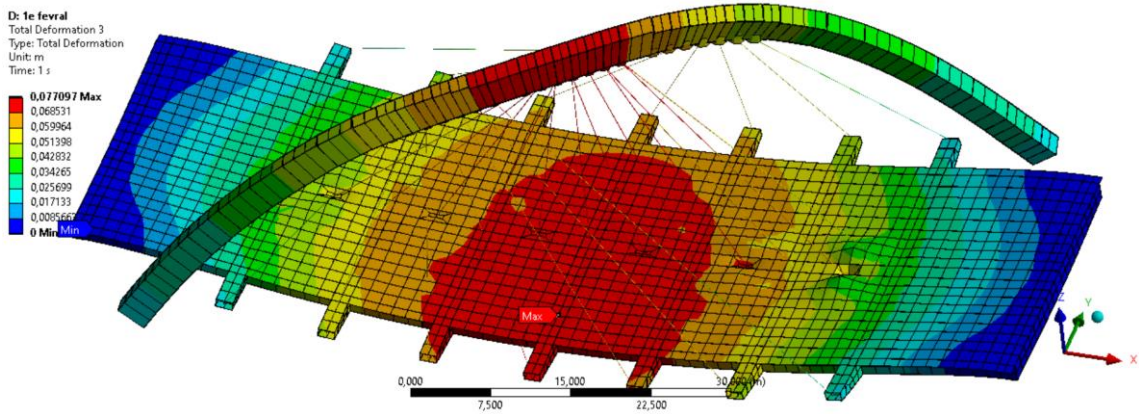 D: 1e fevral
Total Deformation 3
Type: Total Deformation
Unit: m
Time: 1 s
0,077097 Max
0,068531
0,059964
0,051398
0,042832
0,034265
0,025699
0,017133
0 Min
Min
Max
Z
Y
X
0,000 15,000 (m)
7,500 22,500